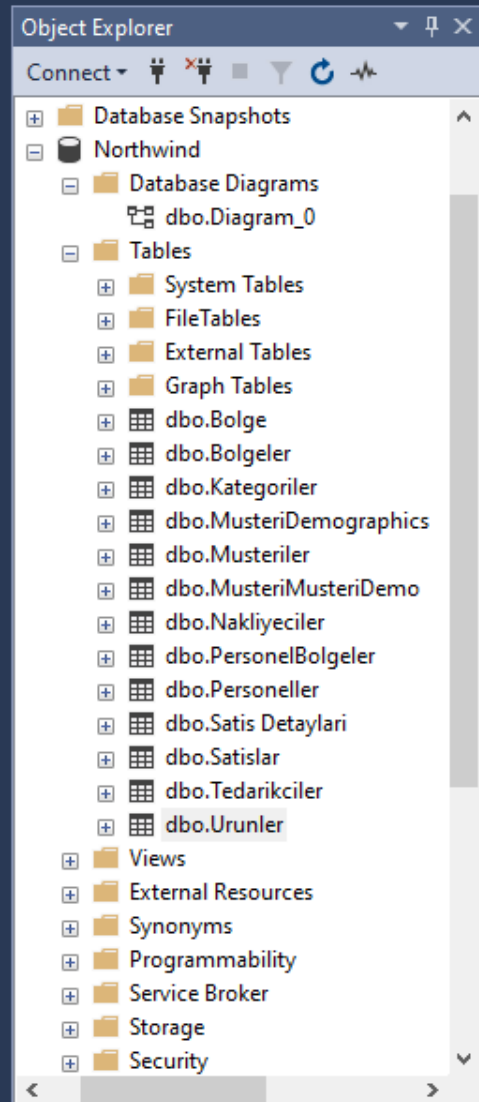 Object Explorer
Connect
Database Snapshots
Northwind
Database Diagrams
dbo.Diagram_0
Tables
System Tables
FileTables
External Tables
Graph Tables
dbo.Bolge
dbo.Bolgeler
dbo.Kategoriler
dbo.MusteriDemographics
dbo.Musteriler
dbo.MusteriMusteriDemo
dbo.Nakliyeciler
dbo.PersonelBolgeler
dbo.Personeller
dbo.Satis Detaylari
dbo.Satislar
dbo.Tedarikciler
dbo.Urunler
Views
External Resources
Synonyms
Programmability
Service Broker
Storage
Security